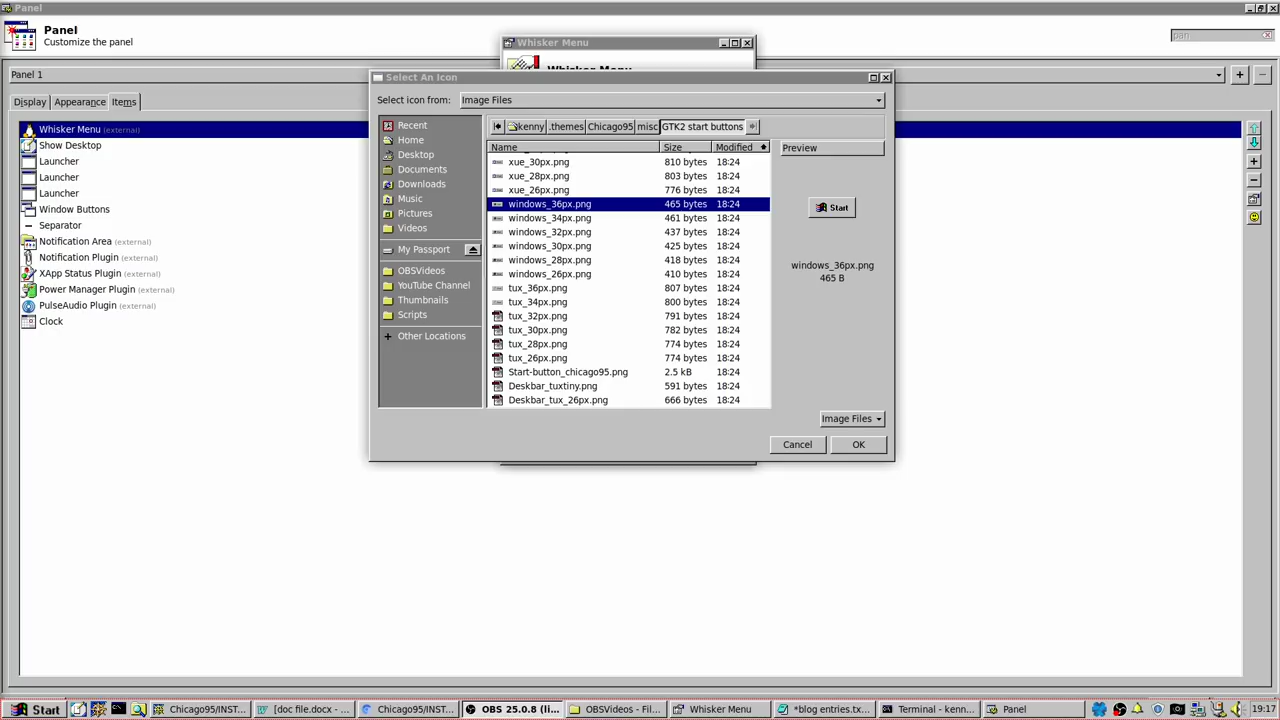 Panel
Panel
Customize the panel
pan
Panel 1
Display Appearance Items
Whisker Menu (external)
Show Desktop
Launcher
Launcher
Launcher
Window Buttons
Separator
Notification Area (external)
Notification Plugin (external)
XApp Status Plugin (external)
Power Manager Plugin (external)
PulseAudio Plugin (external)
Clock
Whisker Menu
Whisker Menu
Select An Icon
Select icon from: Image Files
Recent
Home
Desktop
Documents
Downloads
Music
Pictures
Videos
My Passport
OBSVideos
YouTube Channel
Thumbnails
Scripts
Other Locations
kenny .themes Chicago95 misc GTK2 start buttons
Name Size Modified
xue_30px.png 810 bytes 18:24
xue_28px.png 803 bytes 18:24
xue_26px.png 776 bytes 18:24
windows_36px.png 465 bytes 18:24
windows_34px.png 461 bytes 18:24
windows_32px.png 437 bytes 18:24
windows_30px.png 425 bytes 18:24
windows_28px.png 418 bytes 18:24
windows_26px.png 410 bytes 18:24
tux_36px.png 807 bytes 18:24
tux_34px.png 800 bytes 18:24
tux_32px.png 791 bytes 18:24
tux_30px.png 782 bytes 18:24
tux_28px.png 774 bytes 18:24
tux_26px.png 774 bytes 18:24
Start-button_chicago95.png 2.5 kB 18:24
Deskbar_tuxtiny.png 591 bytes 18:24
Deskbar_tux_26px.png 666 bytes 18:24
Preview
Start
windows_36px.png
465 B
Image Files
Cancel OK
Start Chicago95/INST... [doc file.docx - ... Chicago95/INST... OBS 25.0.8 (li... OBSVideos - Fil... Whisker Menu *blog entries.tx... Terminal - kenn... Panel 19:17